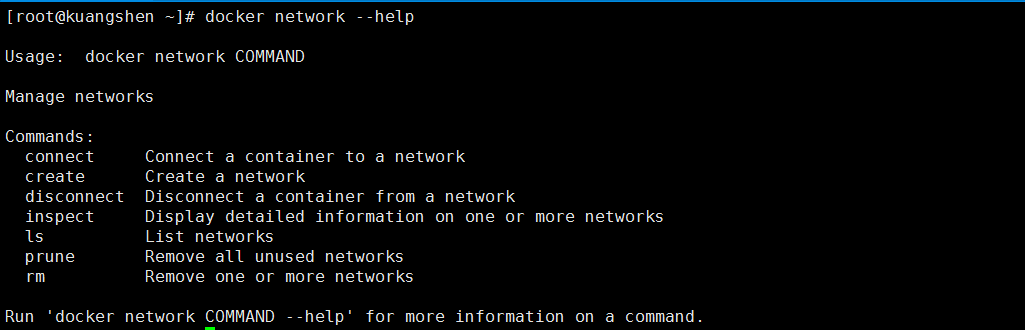 [root@kuangshen ~]# docker network --help
Usage:  docker network COMMAND
Manage networks
Commands:
  connect     Connect a container to a network
  create      Create a network
  disconnect  Disconnect a container from a network
  inspect     Display detailed information on one or more networks
  ls          List networks
  prune       Remove all unused networks
  rm          Remove one or more networks
Run 'docker network COMMAND --help' for more information on a command.